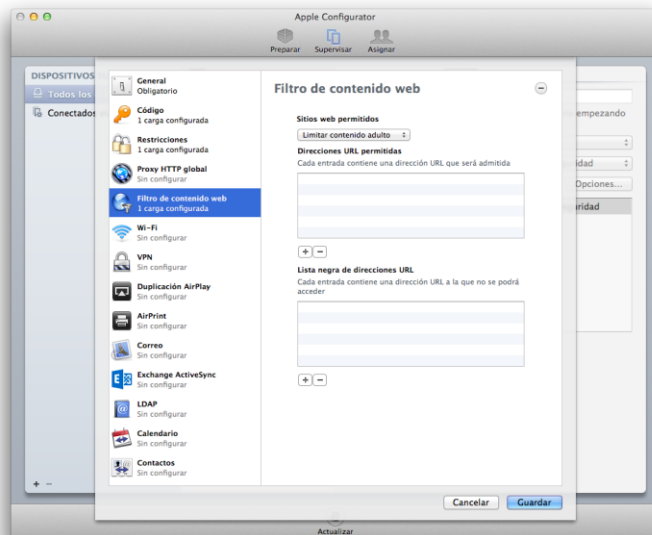 Apple Configurator
Preparar Supervisar Asignar
DISPOSITIVOS
Todos los
Conectados
empezando
idad
Opciones...
uridad
General
Obligatorio
Código
1 carga configurada
Restricciones
1 carga configurada
Proxy HTTP global
Sin configurar
Filtro de contenido web
1 carga configurada
Wi-Fi
Sin configurar
VPN
Sin configurar
Duplicación AirPlay
Sin configurar
AirPrint
Sin configurar
Correo
Sin configurar
Exchange ActiveSync
Sin configurar
LDAP
Sin configurar
Calendario
Sin configurar
Contactos
Sin configurar
Filtro de contenido web
Sitios web permitidos
Limitar contenido adulto
Direcciones URL permitidas
Cada entrada contiene una dirección URL que será admitida
Lista negra de direcciones URL
Cada entrada contiene una dirección URL a la que no se podrá
acceder
Cancelar Guardar
Actualizar